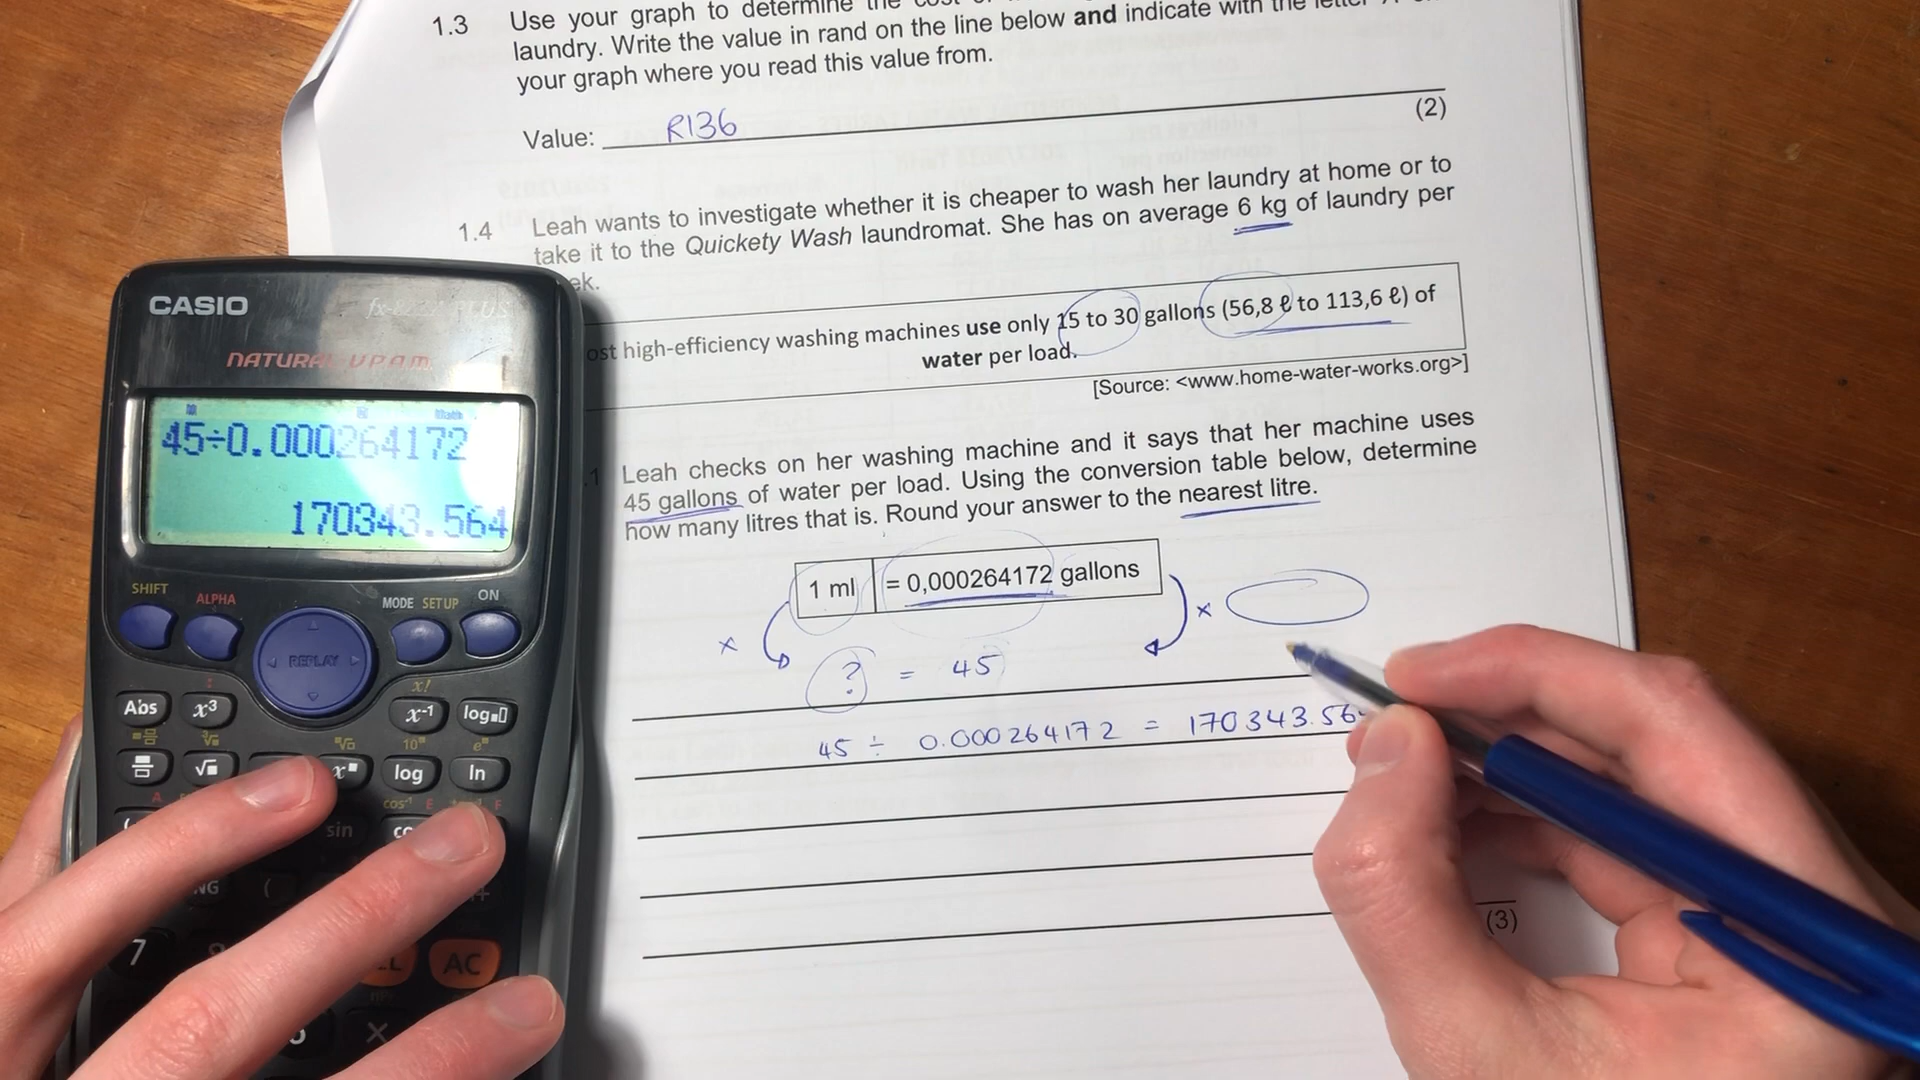 1.3 Use your graph to determine the cost of
laundry. Write the value in rand on the line below and indicate with the letter
your graph where you read this value from.
Value: R136
(2)
1.4 Leah wants to investigate whether it is cheaper to wash her laundry at home or to
take it to the Quickety Wash laundromat. She has on average 6 kg of laundry per
ek.
ost high-efficiency washing machines use only 15 to 30 gallons (56,8 ℓ to 113,6 ℓ) of
water per load.
[Source: <www.home-water-works.org>]
.1 Leah checks on her washing machine and it says that her machine uses
45 gallons of water per load. Using the conversion table below, determine
how many litres that is. Round your answer to the nearest litre.
1 ml = 0,000264172 gallons
× ×
? = 45
45 ÷ 0.000264172 = 170343.56
(3)
CASIO
NATURAL-V.P.A.M.
Math
45÷0.000264172
170343.564
SHIFT ALPHA MODE SETUP ON
REPLAY
x!
Abs x³ x⁻¹ log
√ 10 e
√ x log ln
A cos⁻¹ E F
sin
(
7
AC
×